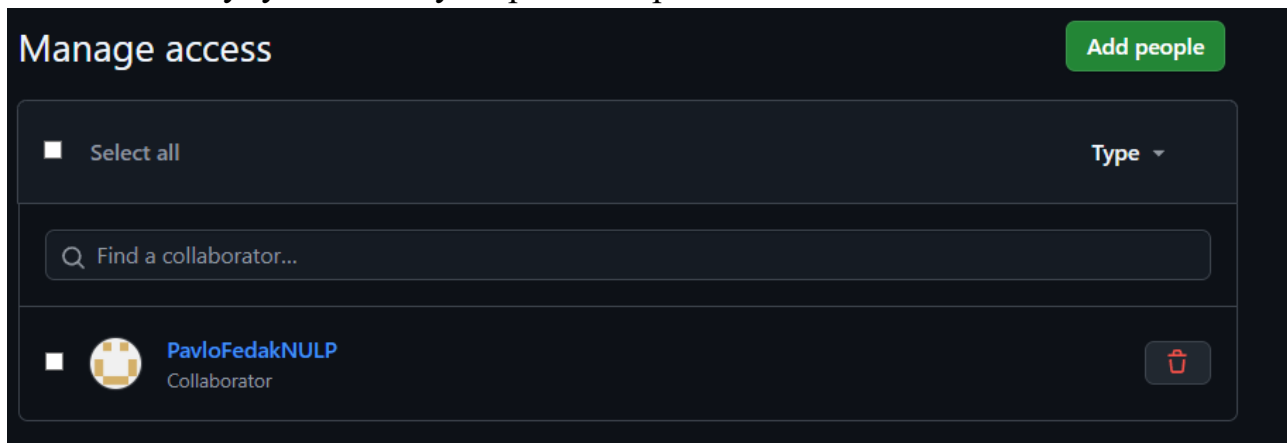 Manage access
Add people
Select all
Type
Find a collaborator...
PavloFedakNULP
Collaborator